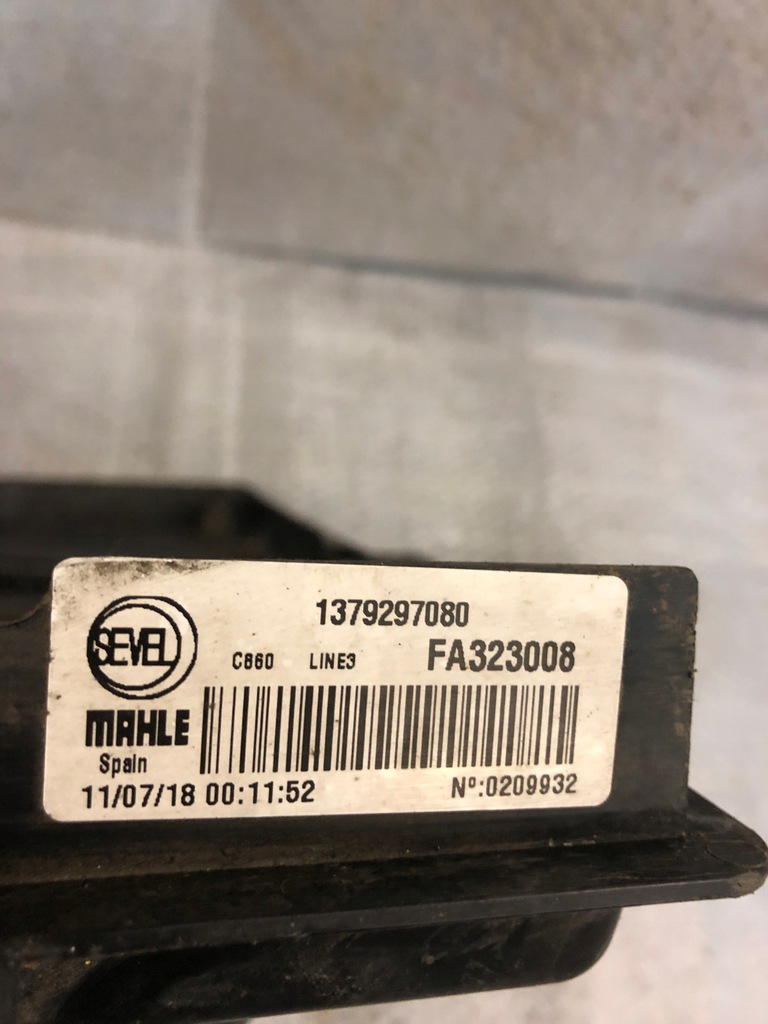 1379297080
SEVEL
C860 LINE3 FA323008
MAHLE
Spain
11/07/18 00:11:52 Nº:0209932